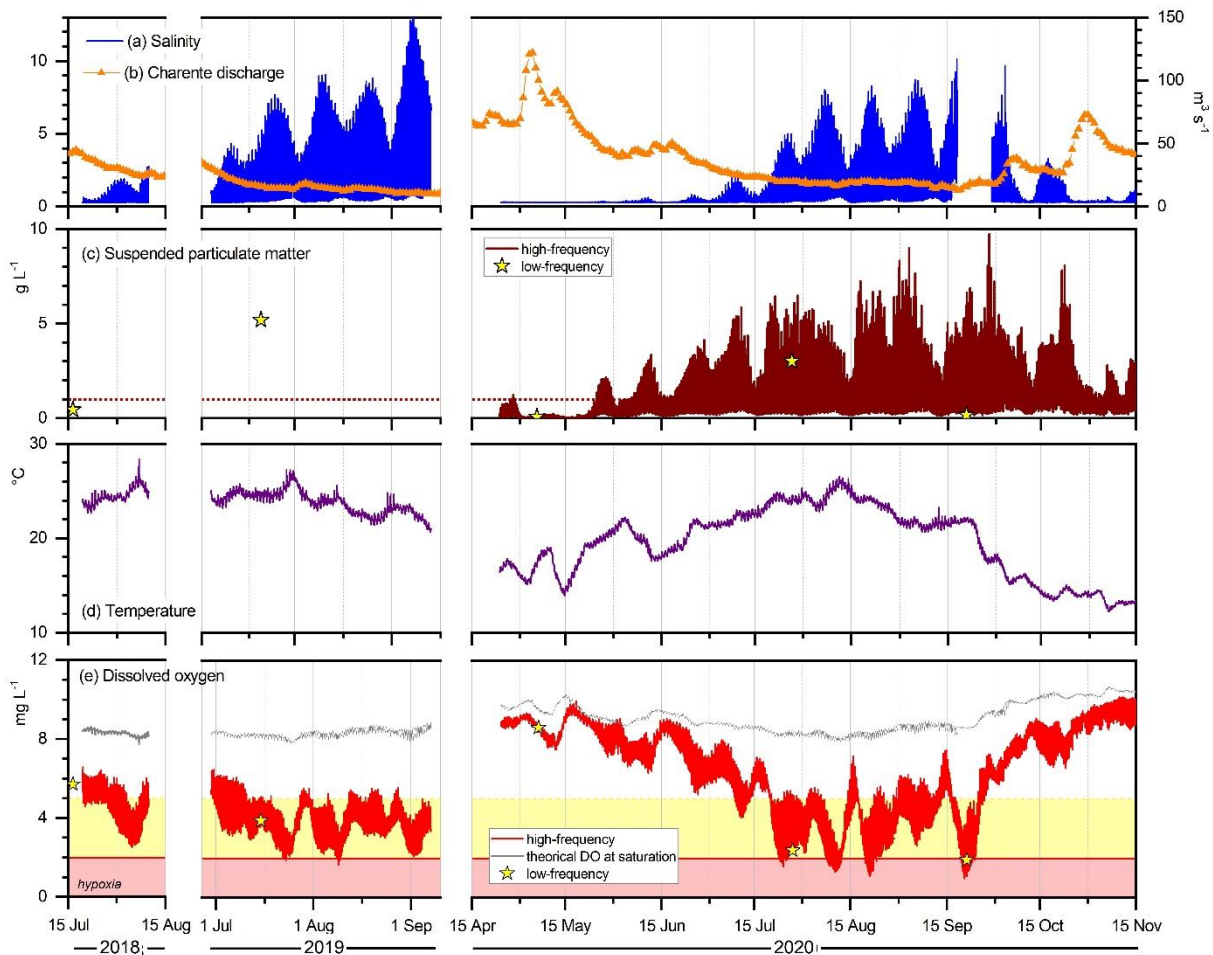 (a) Salinity
(b) Charente discharge
10
5
0
150
100
50
0
m³ s⁻¹
(c) Suspended particulate matter
high-frequency
low-frequency
g L⁻¹
10
5
0
(d) Temperature
°C
30
20
10
(e) Dissolved oxygen
mg L⁻¹
12
8
4
0
high-frequency
theorical DO at saturation
low-frequency
hypoxia
15 Jul 15 Aug 1 Jul 1 Aug 1 Sep 15 Apr 15 May 15 Jun 15 Jul 15 Aug 15 Sep 15 Oct 15 Nov
2018 2019 2020